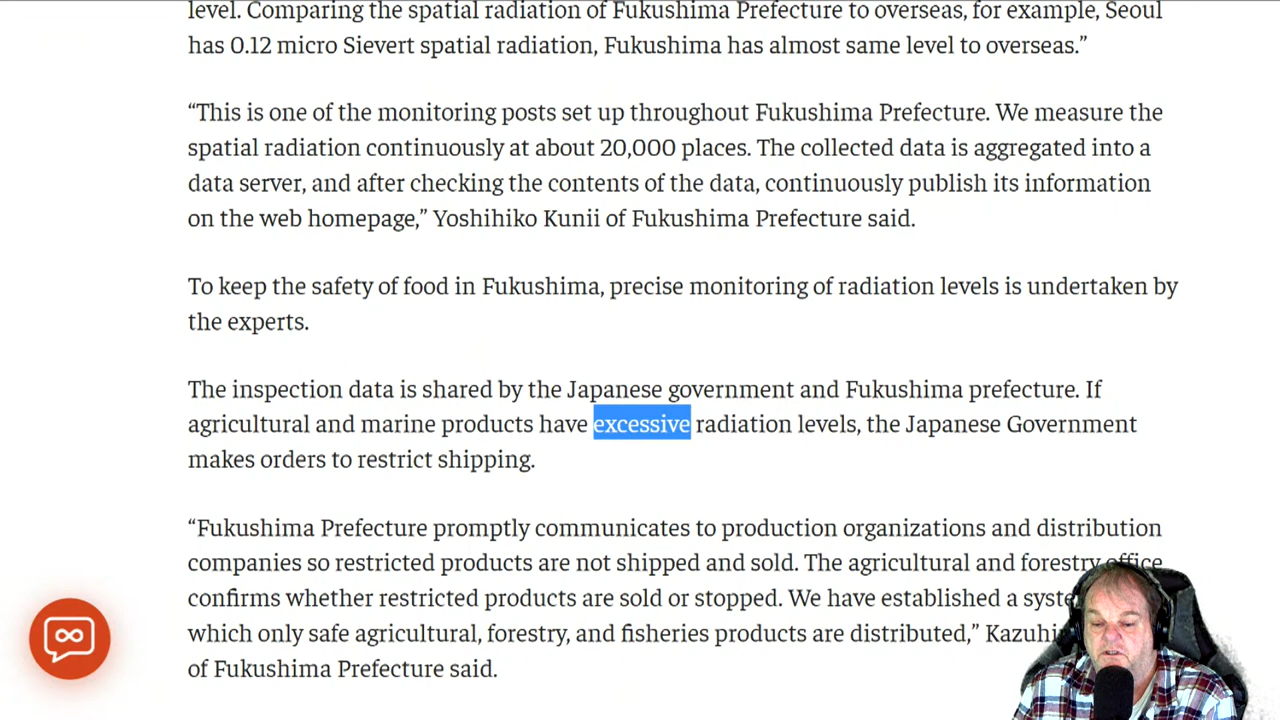 level. Comparing the spatial radiation of Fukushima Prefecture to overseas, for example, Seoul
has 0.12 micro Sievert spatial radiation, Fukushima has almost same level to overseas.”
“This is one of the monitoring posts set up throughout Fukushima Prefecture. We measure the
spatial radiation continuously at about 20,000 places. The collected data is aggregated into a
data server, and after checking the contents of the data, continuously publish its information
on the web homepage,” Yoshihiko Kunii of Fukushima Prefecture said.
To keep the safety of food in Fukushima, precise monitoring of radiation levels is undertaken by
the experts.
The inspection data is shared by the Japanese government and Fukushima prefecture. If
agricultural and marine products have excessive radiation levels, the Japanese Government
makes orders to restrict shipping.
“Fukushima Prefecture promptly communicates to production organizations and distribution
companies so restricted products are not shipped and sold. The agricultural and forestry office
confirms whether restricted products are sold or stopped. We have established a
which only safe agricultural, forestry, and fisheries products are distributed,”
of Fukushima Prefecture said.